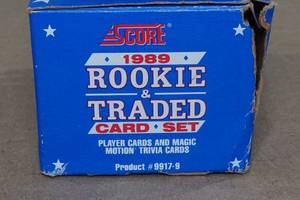 SCORE
1989
ROOKIE
&
TRADED
CARD SET
PLAYER CARDS AND MAGIC
MOTION TRIVIA CARDS
Product #9917-9